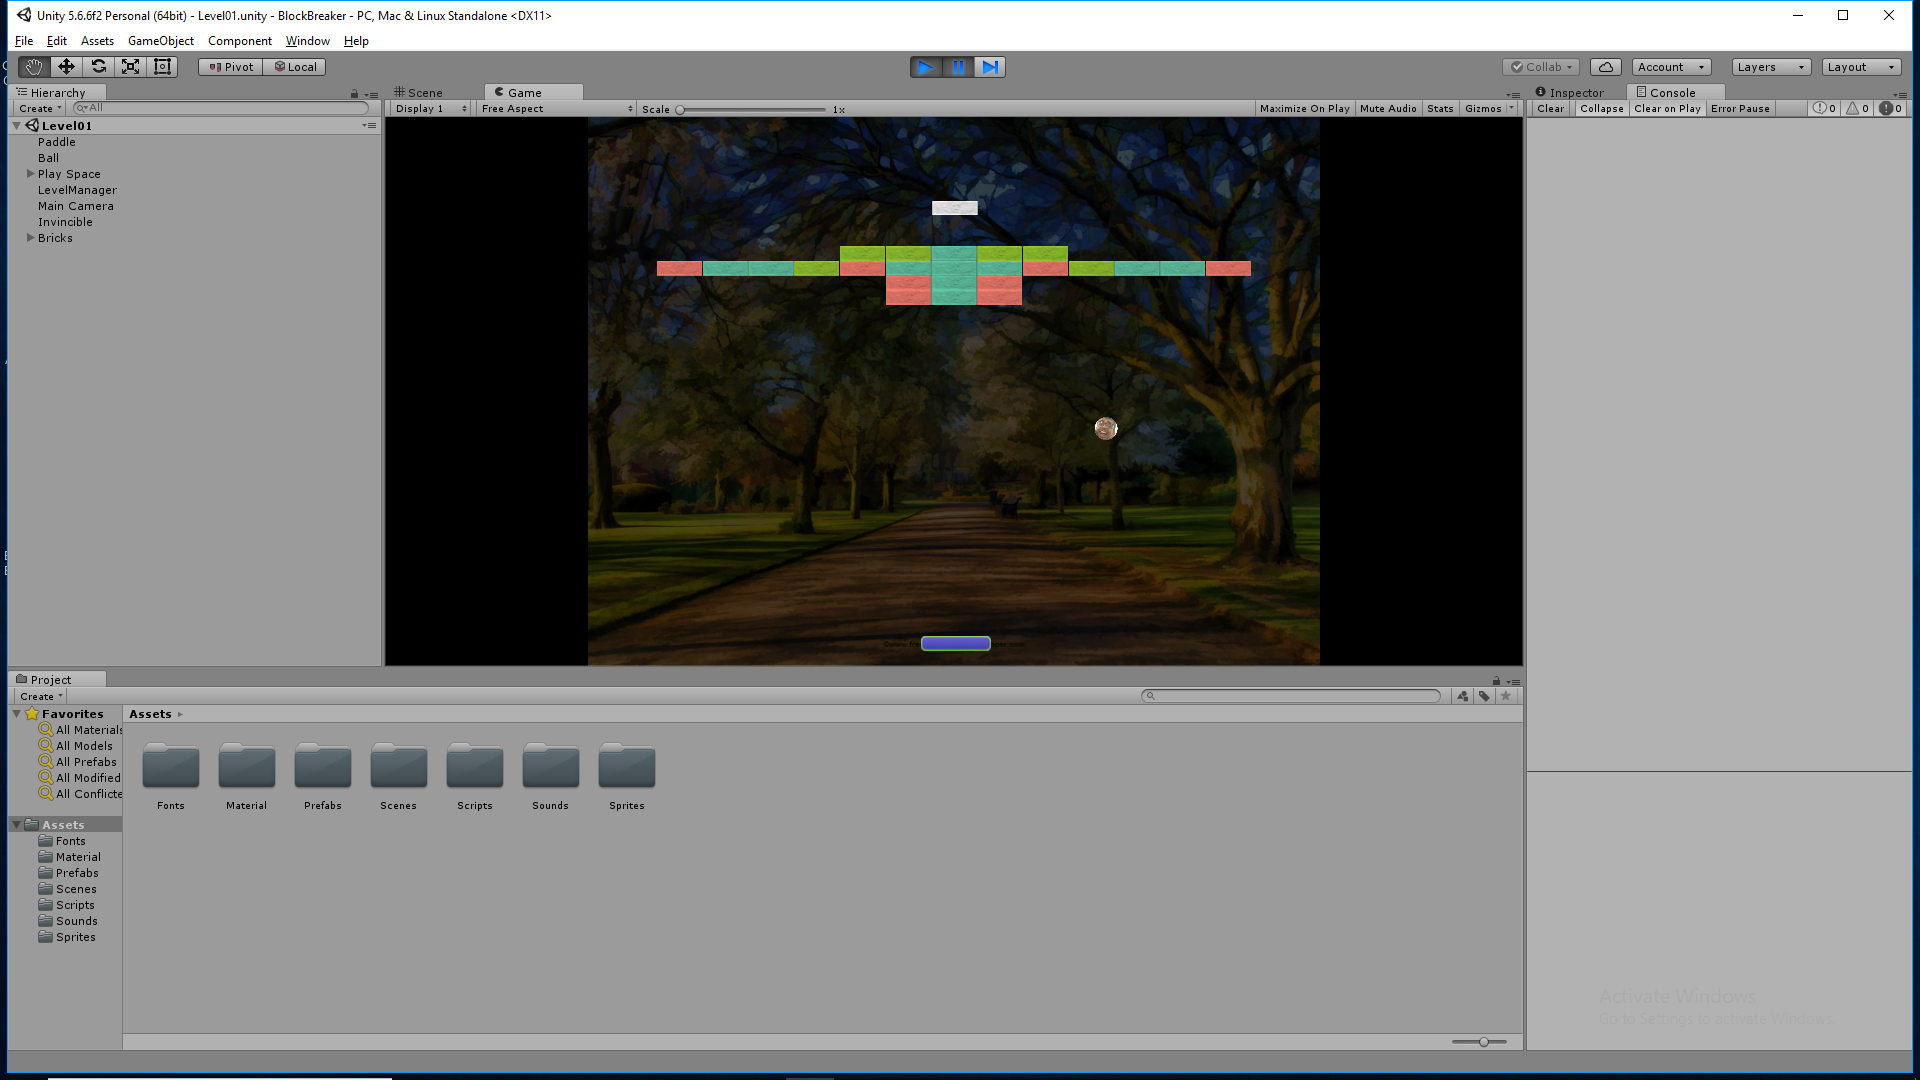 Unity 5.6.6f2 Personal (64bit) - Level01.unity - BlockBreaker - PC, Mac & Linux Standalone <DX11>
File Edit Assets GameObject Component Window Help
Pivot Local Collab Account Layers Layout
Hierarchy
Create All
Level01
Paddle
Ball
Play Space
LevelManager
Main Camera
Invincible
Bricks
Scene Game
Display 1 Free Aspect Scale 1x Maximize On Play Mute Audio Stats Gizmos
Inspector Console
Clear Collapse Clear on Play Error Pause 0 0 0
Project
Create
Favorites
All Materials
All Models
All Prefabs
All Modified
All Conflicte
Assets
Fonts
Material
Prefabs
Scenes
Scripts
Sounds
Sprites
Assets
Fonts Material Prefabs Scenes Scripts Sounds Sprites
Activate Windows
Go to Settings to activate Windows.